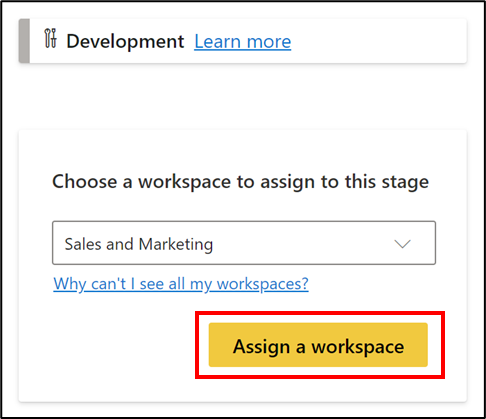 Development Learn more
Choose a workspace to assign to this stage
Sales and Marketing
Why can't I see all my workspaces?
Assign a workspace